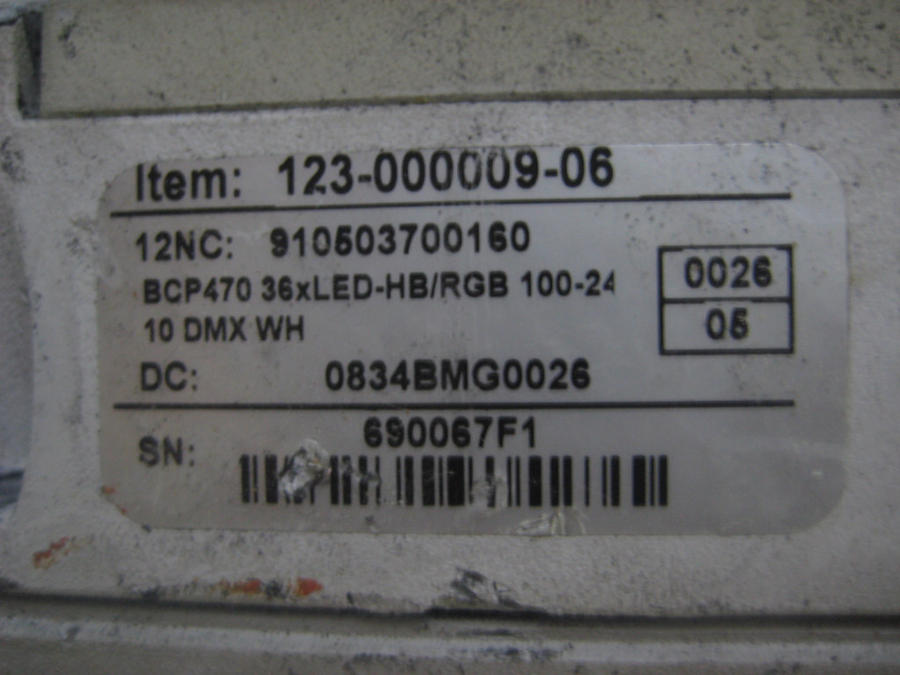 Item: 123-000009-06
12NC: 910503700160
BCP470 36xLED-HB/RGB 100-24
10 DMX WH
0026
05
DC: 0834BMG0026
SN: 690067F1